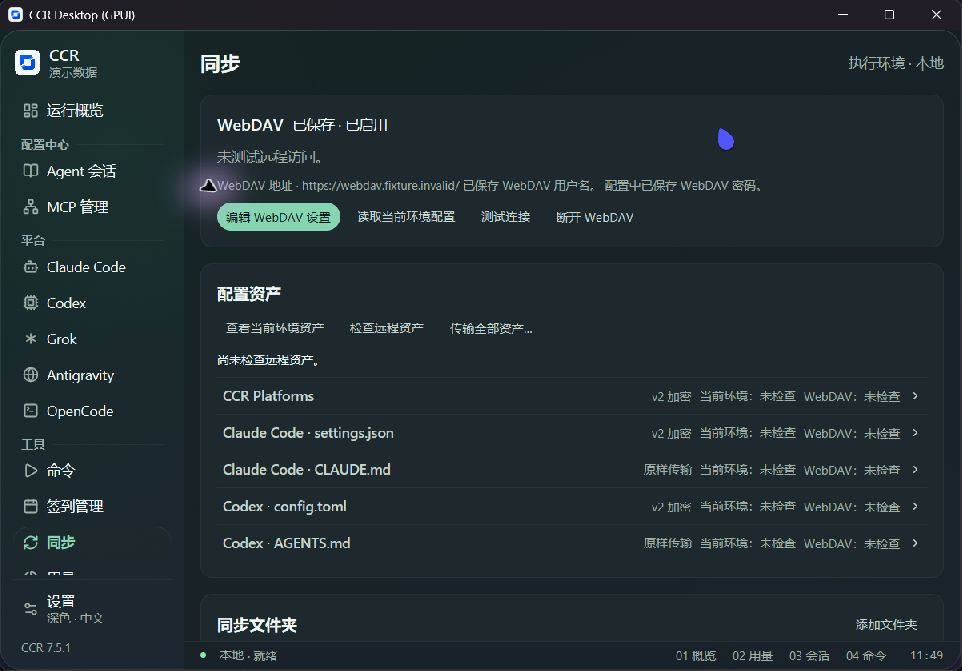 CCR Desktop (GPUI)
CCR
演示数据
运行概览
配置中心
Agent 会话
MCP 管理
平台
Claude Code
Codex
Grok
Antigravity
OpenCode
工具
命令
签到管理
同步
设置
深色 · 中文
CCR 7.5.1
同步
执行环境 · 本地
WebDAV 已保存 · 已启用
未测试远程访问。
WebDAV 地址 · https://webdav.fixture.invalid/ 已保存 WebDAV 用户名。 配置中已保存 WebDAV 密码。
编辑 WebDAV 设置 读取当前环境配置 测试连接 断开 WebDAV
配置资产
查看当前环境资产 检查远程资产 传输全部资产...
尚未检查远程资产。
CCR Platforms v2 加密 当前环境：未检查 WebDAV：未检查
Claude Code · settings.json v2 加密 当前环境：未检查 WebDAV：未检查
Claude Code · CLAUDE.md 原样传输 当前环境：未检查 WebDAV：未检查
Codex · config.toml v2 加密 当前环境：未检查 WebDAV：未检查
Codex · AGENTS.md 原样传输 当前环境：未检查 WebDAV：未检查
同步文件夹 添加文件夹
本地 · 就绪 01 概览 02 用量 03 会话 04 命令 11:49